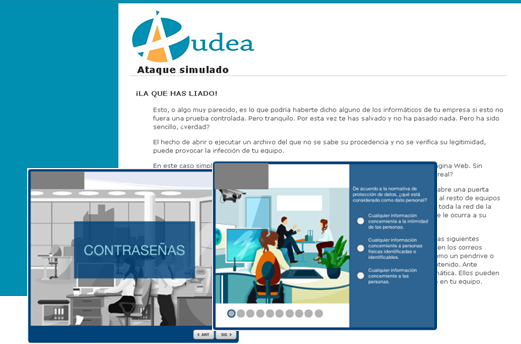 Áudea
Ataque simulado
¡LA QUE HAS LIADO!
Esto, o algo muy parecido, es lo que podría haberte dicho alguno de los informáticos de tu empresa si esto no
fuera una prueba controlada. Pero tranquilo. Por esta vez te has salvado y no ha pasado nada. Pero ha sido
sencillo, ¿verdad?
El hecho de abrir o ejecutar un archivo del que no se sabe su procedencia y no se verifica su legitimidad,
puede provocar la infección de tu equipo.
En este caso simpl
agina Web. Sin
real?
abre una puerta
al resto de equipos
toda la red de la
le ocurra a su
as siguientes
en los correos
omo un pendrive o
ntenido. Ante
mática. Ellos pueden
o en tu equipo.
CONTRASEÑAS
ANT
SIG
De acuerdo a la normativa de
protección de datos, ¿qué está
considerado como dato personal?
Cualquier información
concerniente a la intimidad
de las personas.
Cualquier información
concerniente a personas
físicas identificadas o
identificables.
Cualquier información
concerniente a las
personas.